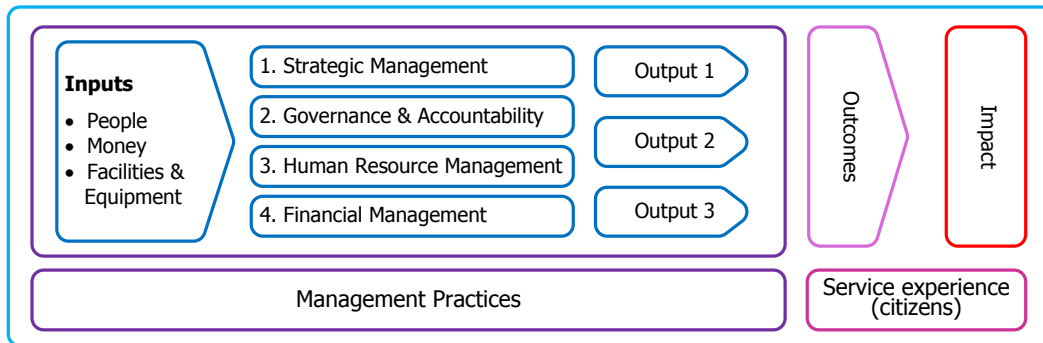 Inputs
• People
• Money
• Facilities &
Equipment
1. Strategic Management
2. Governance & Accountability
3. Human Resource Management
4. Financial Management
Output 1
Output 2
Output 3
Outcomes
Impact
Management Practices
Service experience
(citizens)